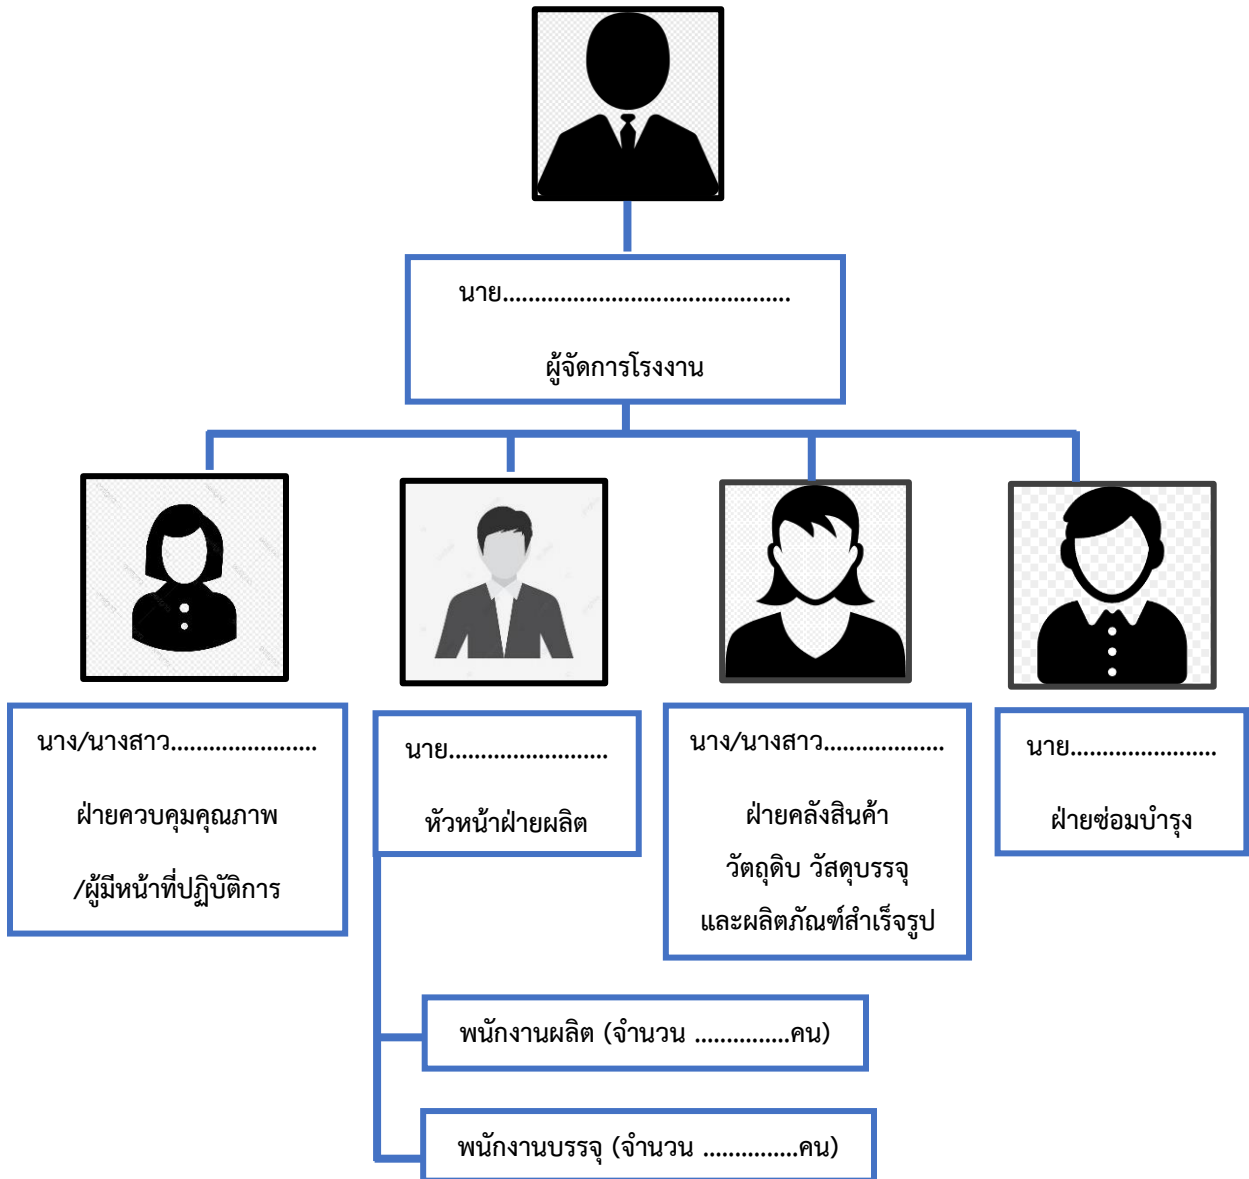 นาย.............................................
ผู้จัดการโรงงาน
นาง/นางสาว.......................
ฝ่ายควบคุมคุณภาพ
/ผู้มีหน้าที่ปฏิบัติการ
นาย.........................
หัวหน้าฝ่ายผลิต
นาง/นางสาว...................
ฝ่ายคลังสินค้า
วัตถุดิบ วัสดุบรรจุ
และผลิตภัณฑ์สำเร็จรูป
นาย.......................
ฝ่ายซ่อมบำรุง
พนักงานผลิต (จำนวน ...............คน)
พนักงานบรรจุ (จำนวน ...............คน)